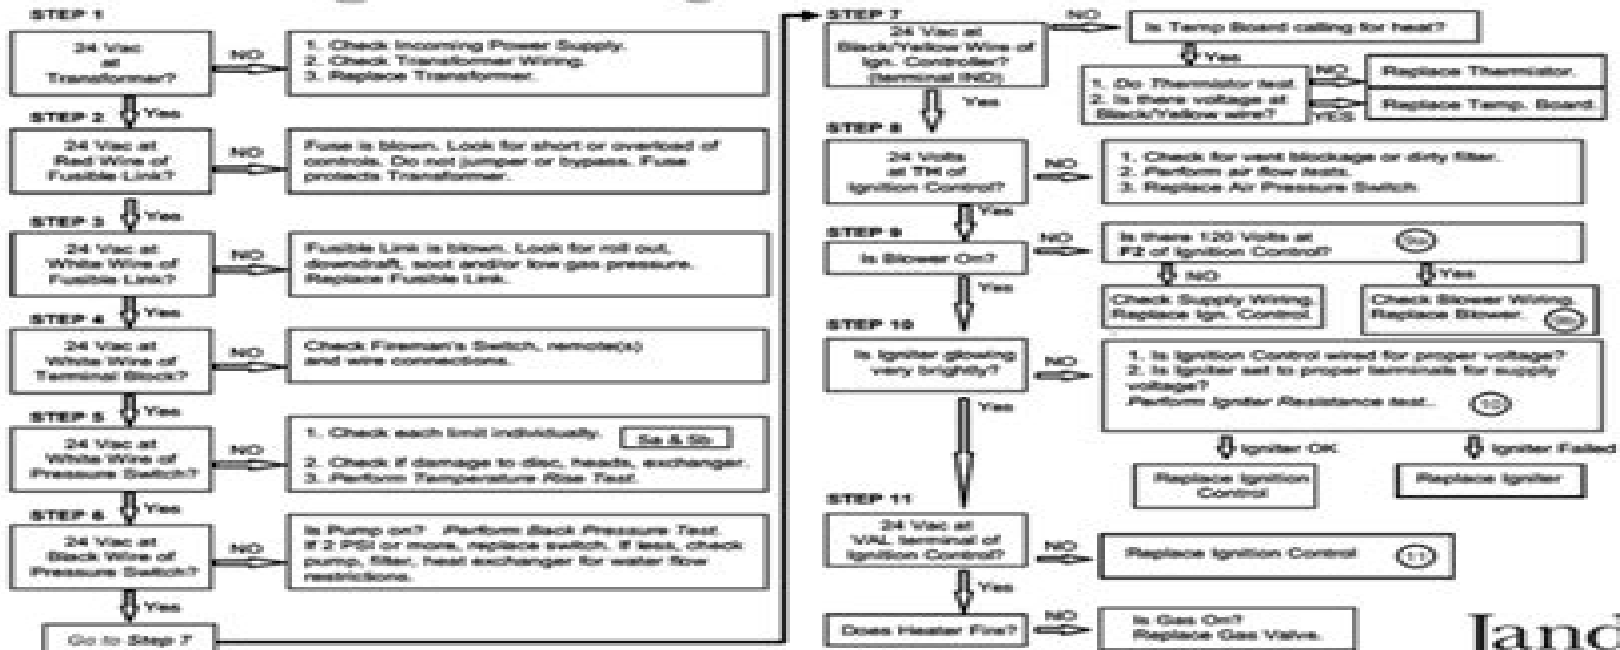 STEP 1
24 Vac
at
Transformer?
NO
1. Check Incoming Power Supply.
2. Check Transformer Wiring.
3. Replace Transformer.
Yes
STEP 2
24 Vac at
Red Wire of
Fusible Link?
NO
Fuse is blown. Look for short or overload of
controls. Do not jumper or bypass. Fuse
protects Transformer.
Yes
STEP 3
24 Vac at
White Wire of
Fusible Link?
NO
Fusible Link is blown. Look for roll out,
downdraft, soot and/or low gas pressure.
Replace Fusible Link.
Yes
STEP 4
24 Vac at
White Wire of
Terminal Block?
NO
Check Fireman's Switch, remote(s)
and wire connections.
Yes
STEP 5
24 Vac at
White Wire of
Pressure Switch?
NO
1. Check each limit individually.
5a & 5b
2. Check if damage to disc, heads, exchanger.
3. Perform Temperature Rise Test.
Yes
STEP 6
24 Vac at
Black Wire of
Pressure Switch?
NO
Is Pump on? Perform Back Pressure Test.
If 2 PSI or more, replace switch. If less, check
pump, filter, heat exchanger for water flow
restrictions.
Yes
Go to Step 7
STEP 7
24 Vac at
Black/Yellow Wire of
Ign. Controller?
(terminal IND)
NO
Is Temp Board calling for heat?
Yes
1. Do Thermistor test
2. Is there voltage at
Black/Yellow wire?
NO
Replace Thermistor.
YES
Replace Temp. Board
Yes
STEP 8
24 Volts
at TH of
Ignition Control?
NO
1. Check for vent blockage or dirty filter.
2. Perform air flow tests.
3. Replace Air Pressure Switch
Yes
STEP 9
Is Blower On?
NO
Is there 120 Volts at
F2 of Ignition Control?
9a
NO
Check Supply Wiring.
Replace Ign. Control.
Yes
Check Blower Wiring.
Replace Blower.
9b
Yes
STEP 10
Is Igniter glowing
very brightly?
NO
1. Is Ignition Control wired for proper voltage?
2. Is Igniter set to proper terminals for supply
voltage?
Perform Igniter Resistance test.
10
Igniter OK
Replace Ignition
Control
Igniter Failed
Replace Igniter
Yes
STEP 11
24 Vac at
VAL terminal of
Ignition Control?
NO
Replace Ignition Control
11
Yes
Does Heater Fire?
NO
Is Gas On?
Replace Gas Valve.
Jand